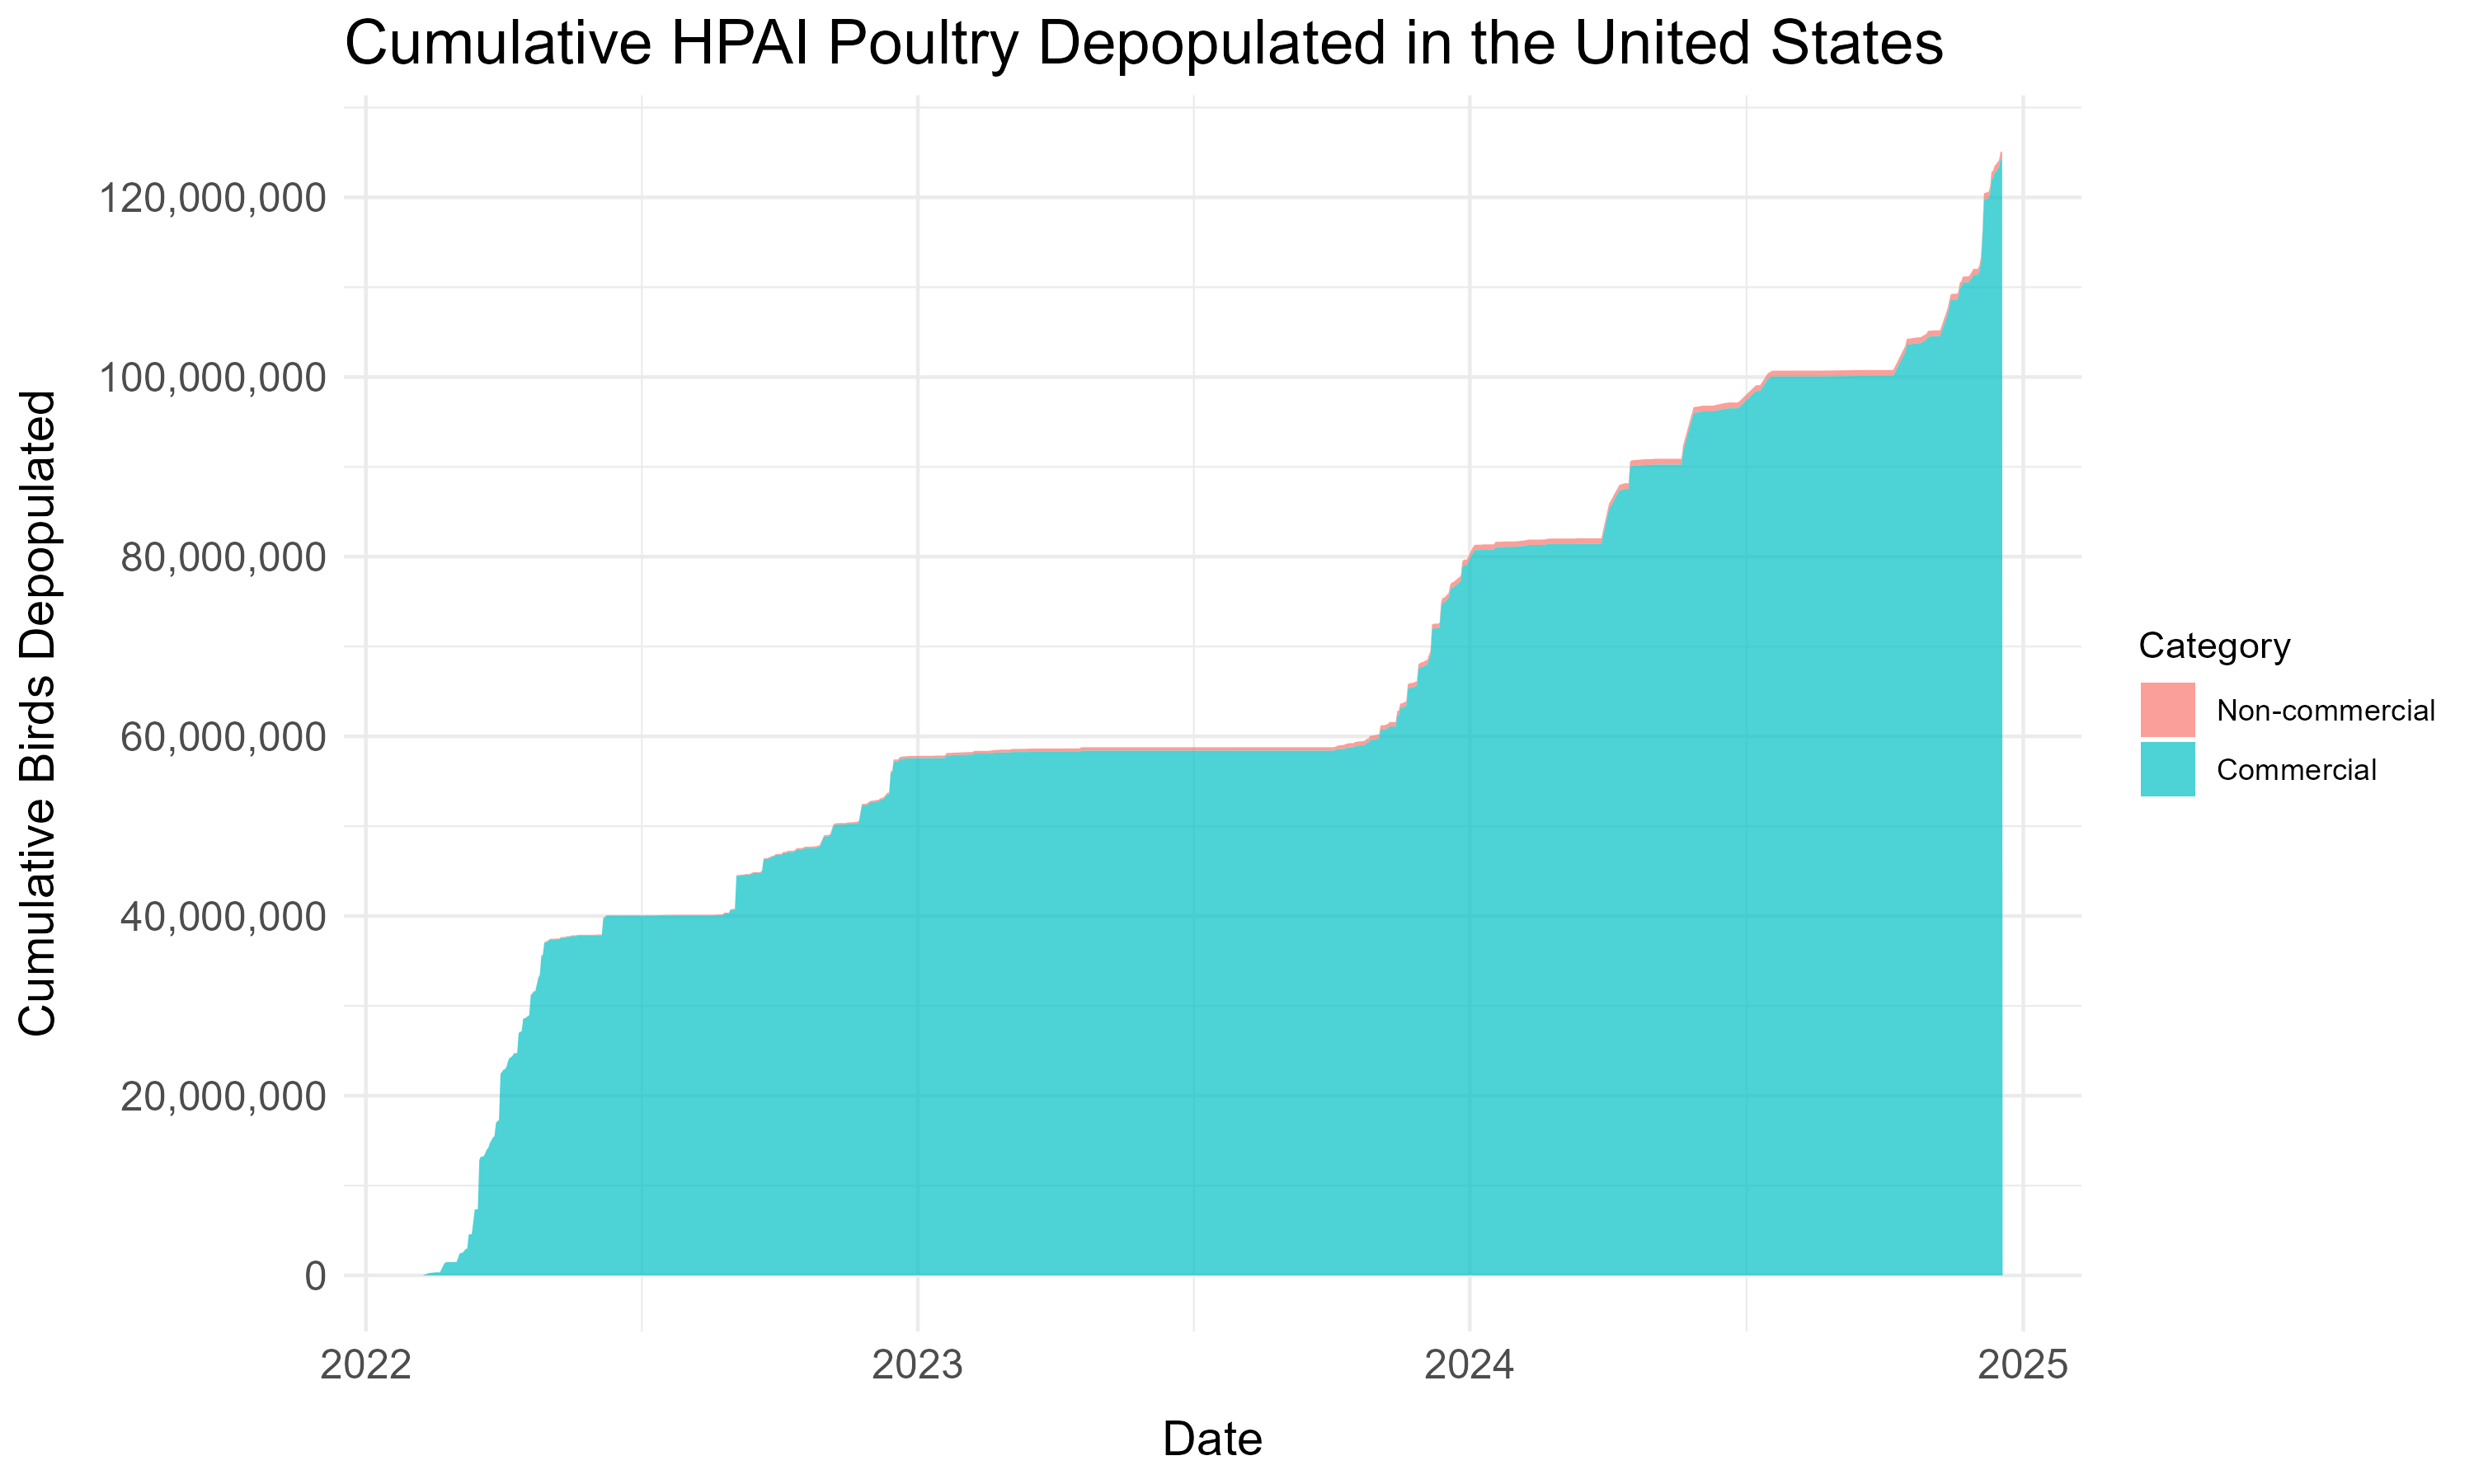 Cumulative HPAI Poultry Depopulated in the United States
Cumulative Birds Depopulated
120,000,000
100,000,000
80,000,000
60,000,000
40,000,000
20,000,000
0
2022
2023
2024
2025
Date
Category
Non-commercial
Commercial